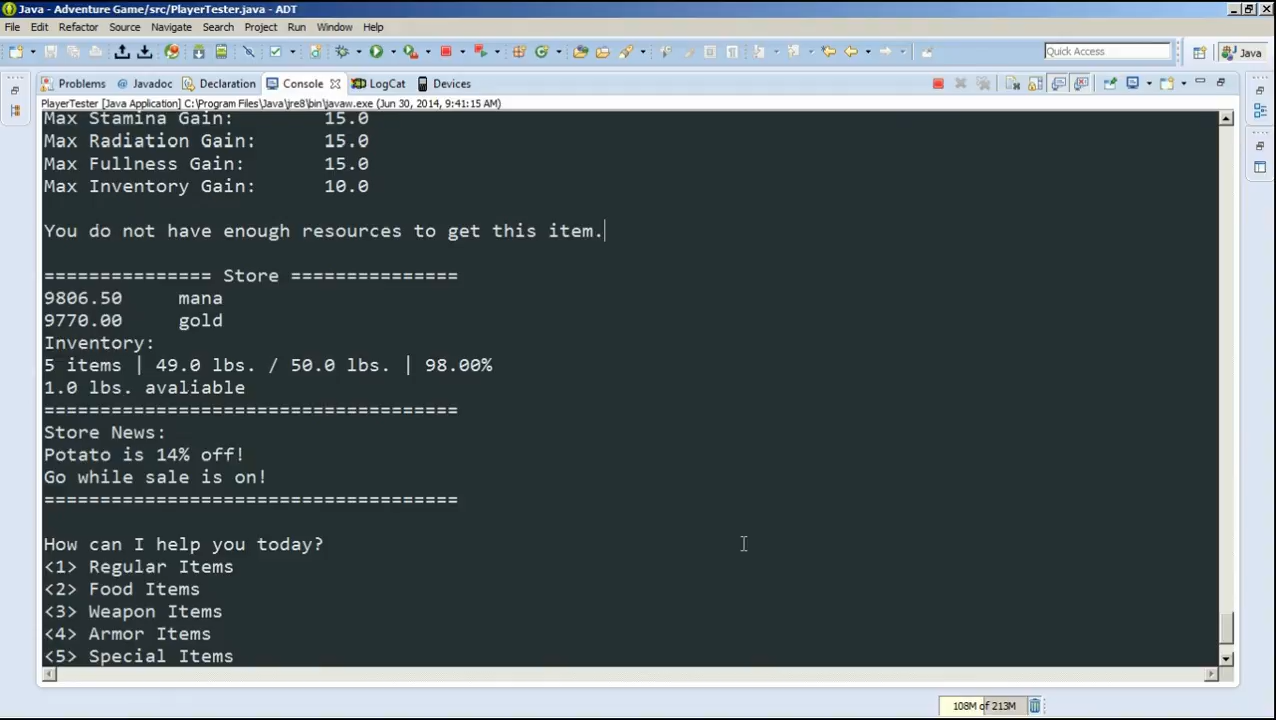 Java - Adventure Game/src/PlayerTester.java - ADT
File Edit Refactor Source Navigate Search Project Run Window Help
Quick Access Java
Problems @ Javadoc Declaration Console LogCat Devices
PlayerTester [Java Application] C:\Program Files\Java\jre8\bin\javaw.exe (Jun 30, 2014, 9:41:15 AM)
Max Stamina Gain: 15.0
Max Radiation Gain: 15.0
Max Fullness Gain: 15.0
Max Inventory Gain: 10.0
You do not have enough resources to get this item.
=============== Store ===============
9806.50 mana
9770.00 gold
Inventory:
5 items | 49.0 lbs. / 50.0 lbs. | 98.00%
1.0 lbs. avaliable
=====================================
Store News:
Potato is 14% off!
Go while sale is on!
=====================================
How can I help you today?
<1> Regular Items
<2> Food Items
<3> Weapon Items
<4> Armor Items
<5> Special Items
108M of 213M